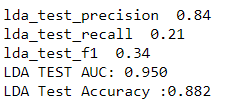 lda_test_precision  0.84
lda_test_recall  0.21
lda_test_f1  0.34
LDA TEST AUC: 0.950
LDA Test Accuracy :0.882